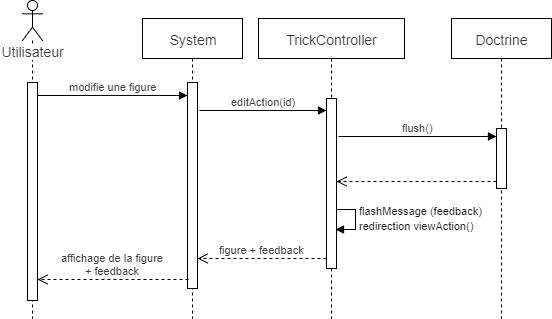 Utilisateur
System
TrickController
Doctrine
modifie une figure
editAction(id)
flush()
flashMessage (feedback)
redirection viewAction()
figure + feedback
affichage de la figure
+ feedback